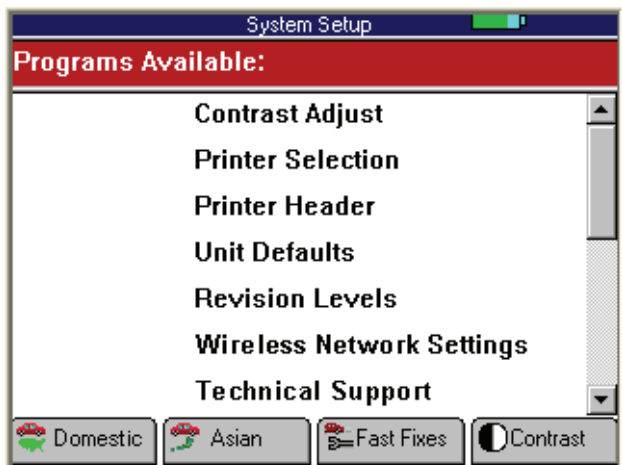 System Setup
Programs Available:
Contrast Adjust
Printer Selection
Printer Header
Unit Defaults
Revision Levels
Wireless Network Settings
Technical Support
Domestic Asian Fast Fixes Contrast